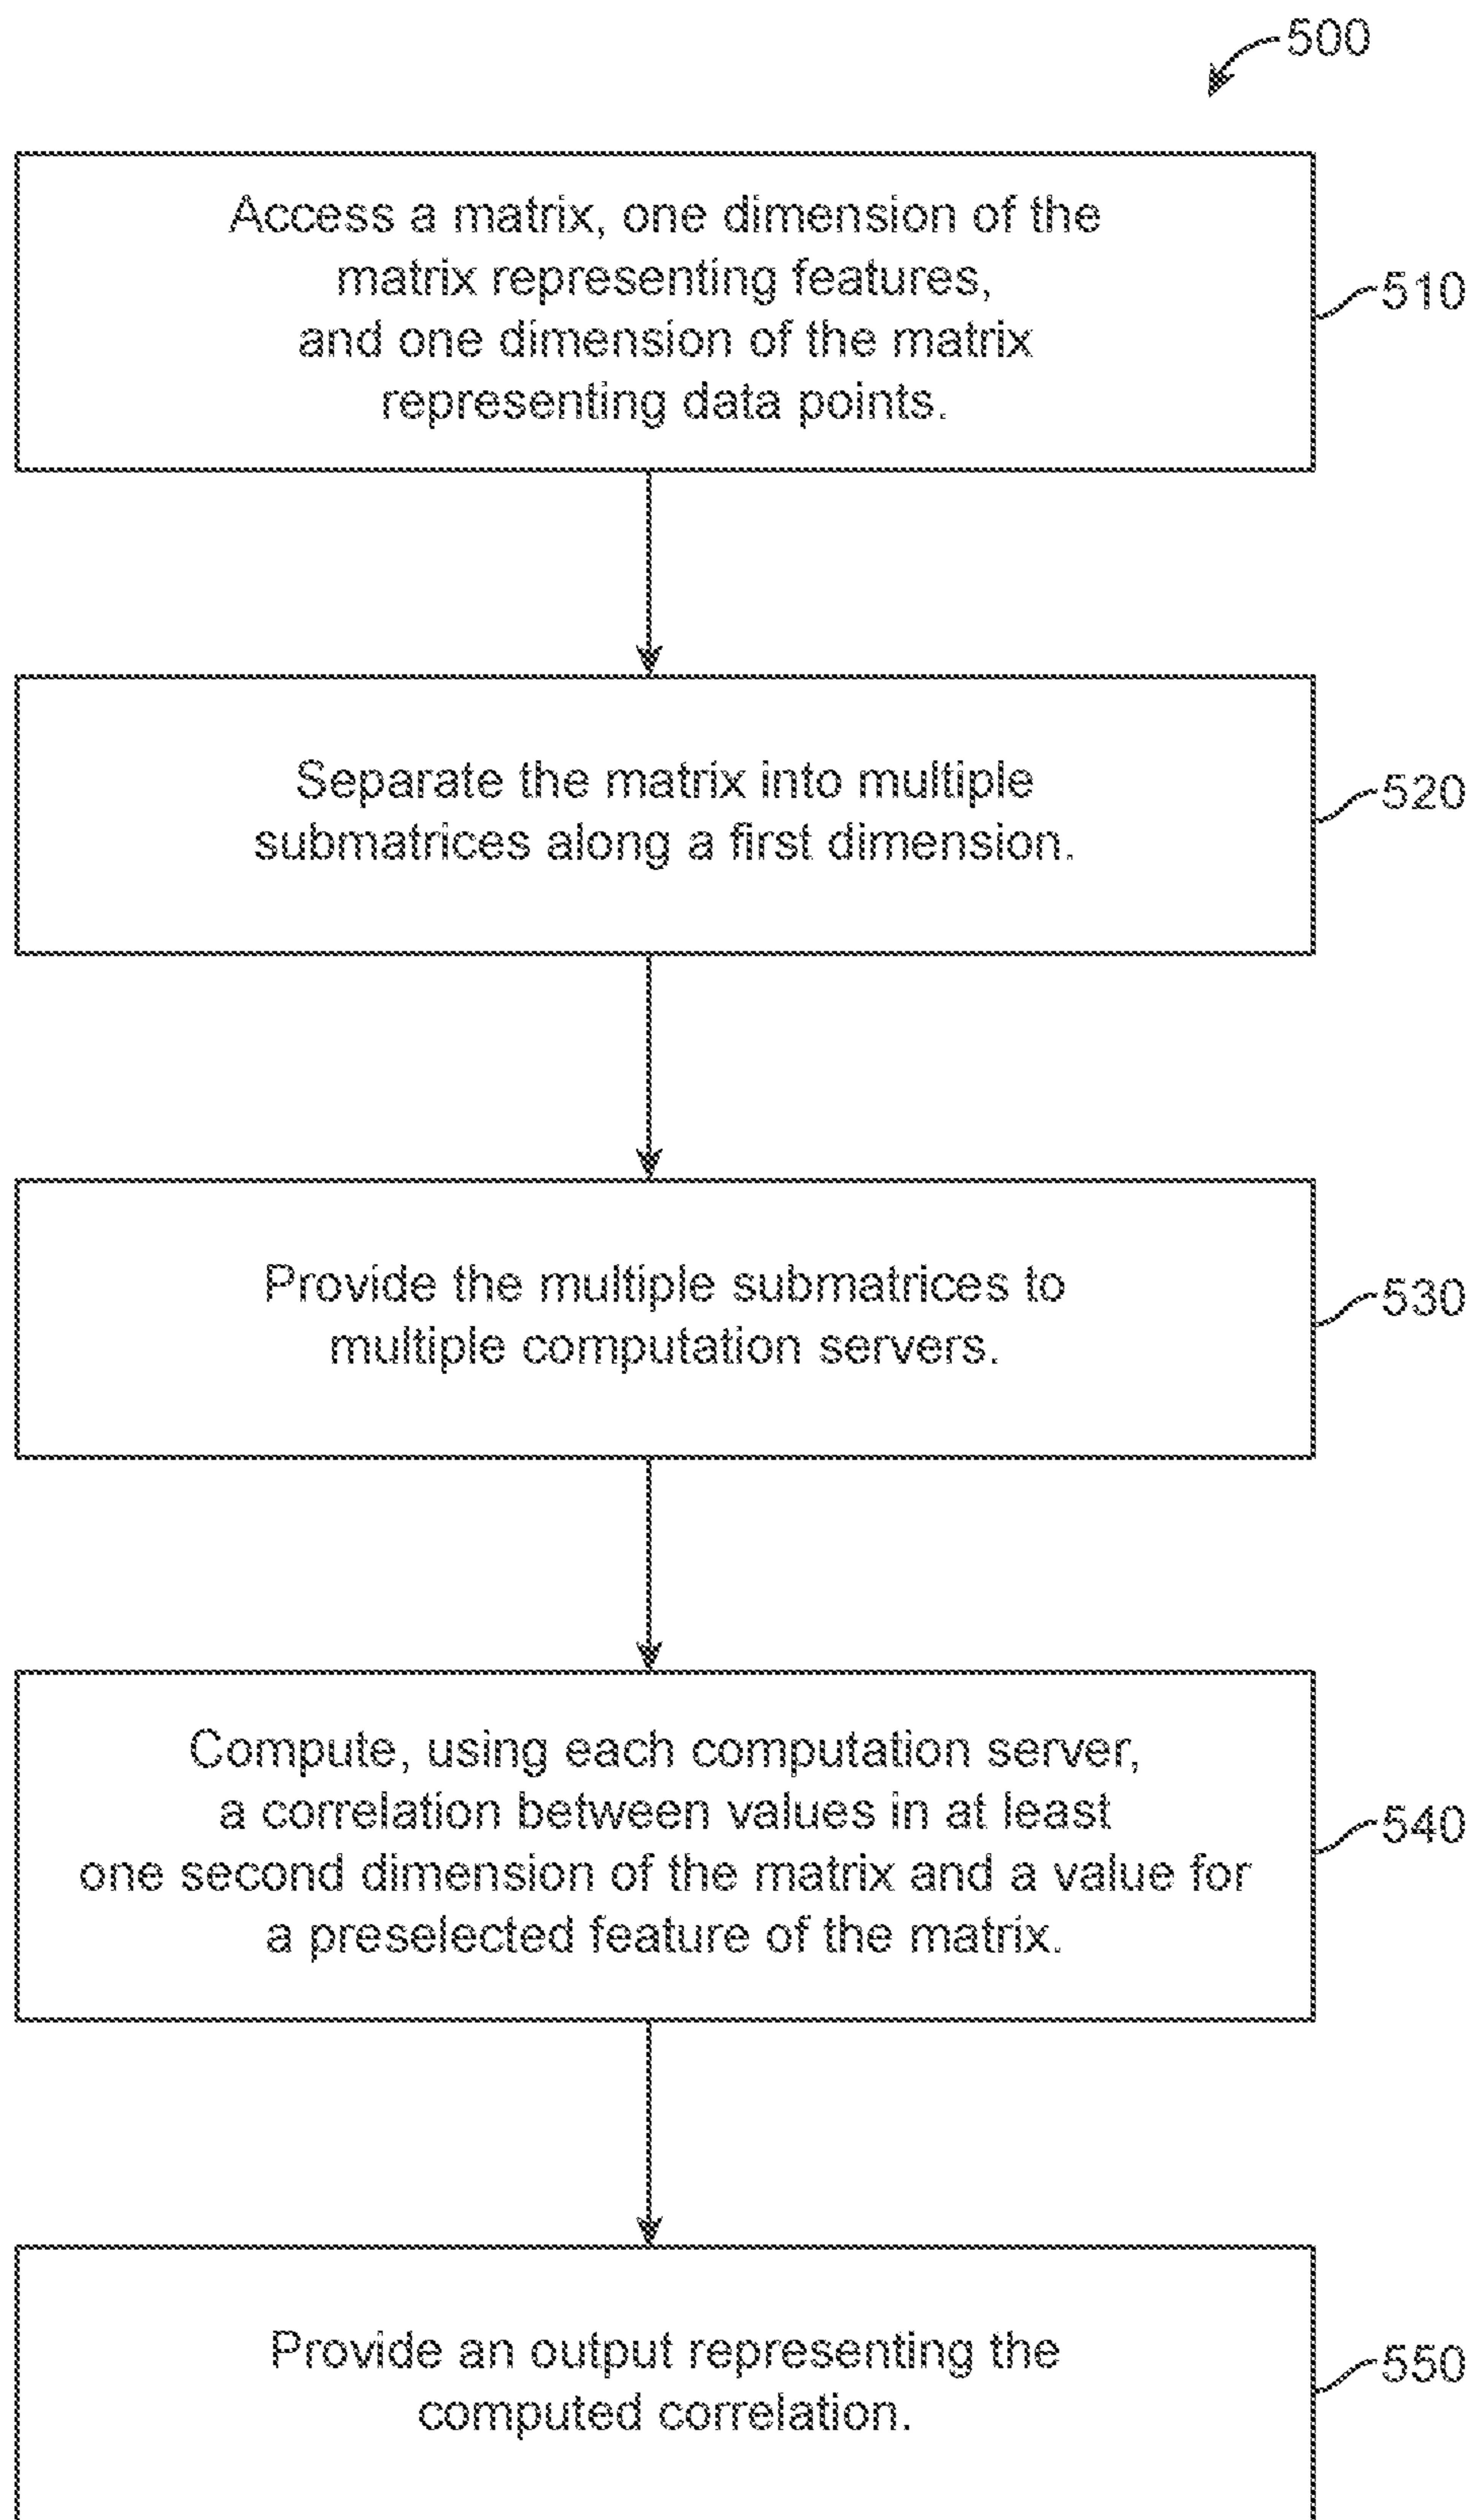 500
Access a matrix, one dimension of the
matrix representing features,
and one dimension of the matrix
representing data points.
510
Separate the matrix into multiple
submatrices along a first dimension.
520
Provide the multiple submatrices to
multiple computation servers.
530
Compute, using each computation server,
a correlation between values in at least
one second dimension of the matrix and a value for
a preselected feature of the matrix.
540
Provide an output representing the
computed correlation.
550